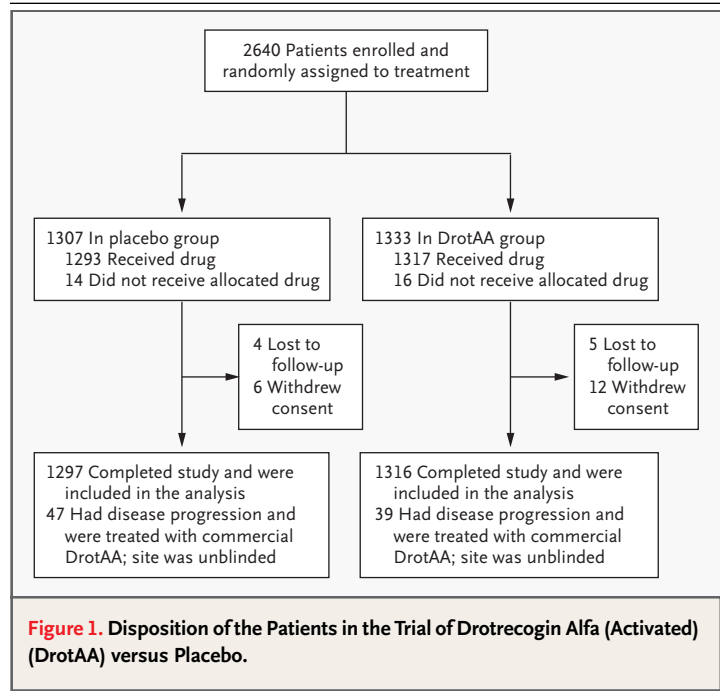 2640 Patients enrolled and
randomly assigned to treatment
1307 In placebo group
1293 Received drug
14 Did not receive allocated drug
1333 In DrotAA group
1317 Received drug
16 Did not receive allocated drug
4 Lost to
follow-up
6 Withdrew
consent
5 Lost to
follow-up
12 Withdrew
consent
1297 Completed study and were
included in the analysis
47 Had disease progression and
were treated with commercial
DrotAA; site was unblinded
1316 Completed study and were
included in the analysis
39 Had disease progression and
were treated with commercial
DrotAA; site was unblinded
Figure 1. Disposition of the Patients in the Trial of Drotrecogin Alfa (Activated)
(DrotAA) versus Placebo.